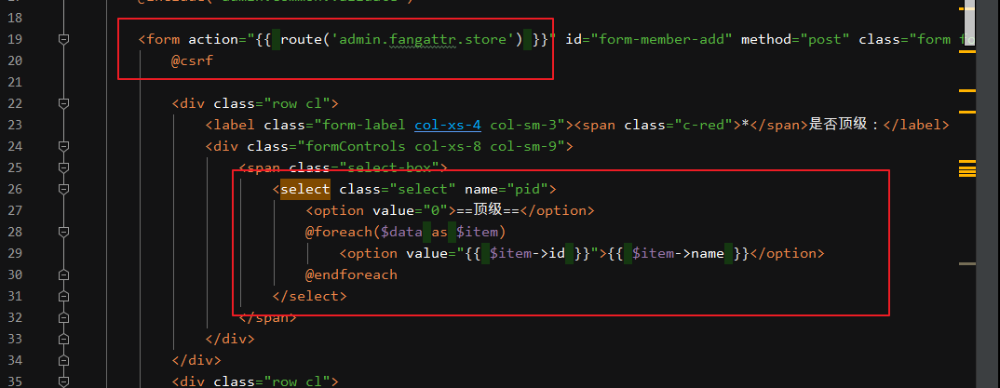 18
19 <form action="{{ route('admin.fangattr.store') }}" id="form-member-add" method="post" class="form
20 @csrf
21
22 <div class="row cl">
23 <label class="form-label col-xs-4 col-sm-3"><span class="c-red">*</span>是否顶级：</label>
24 <div class="formControls col-xs-8 col-sm-9">
25 <span class="select-box">
26 <select class="select" name="pid">
27 <option value="0">==顶级==</option>
28 @foreach($data as $item)
29 <option value="{{ $item->id }}">{{ $item->name }}</option>
30 @endforeach
31 </select>
32 </span>
33 </div>
34 </div>
35 <div class="row cl">